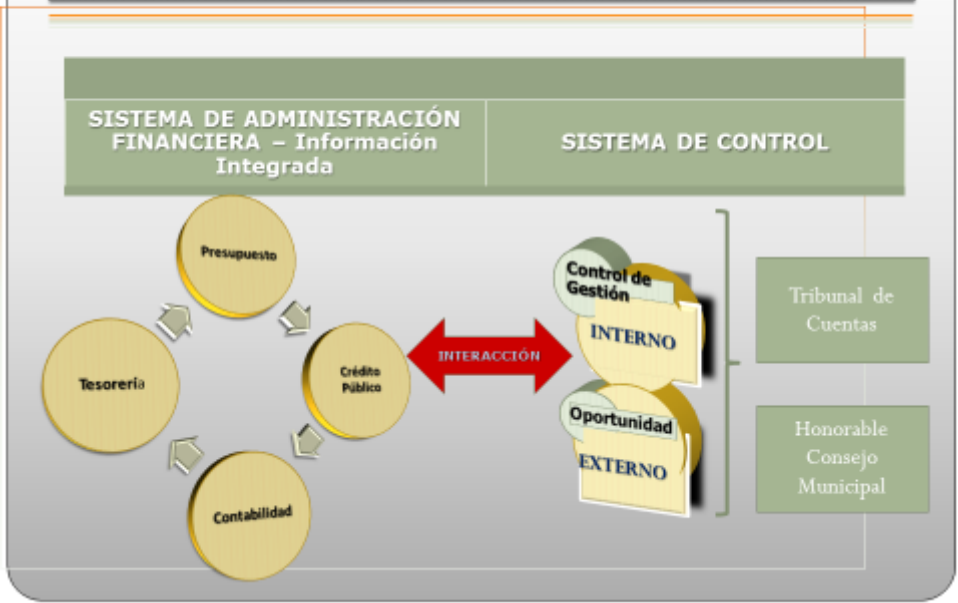 SISTEMA DE ADMINISTRACIÓN
FINANCIERA – Información
Integrada
SISTEMA DE CONTROL
Presupuesto
Crédito
Público
Contabilidad
Tesorería
INTERACCIÓN
Control de
Gestión
INTERNO
Oportunidad
EXTERNO
Tribunal de
Cuentas
Honorable
Consejo
Municipal